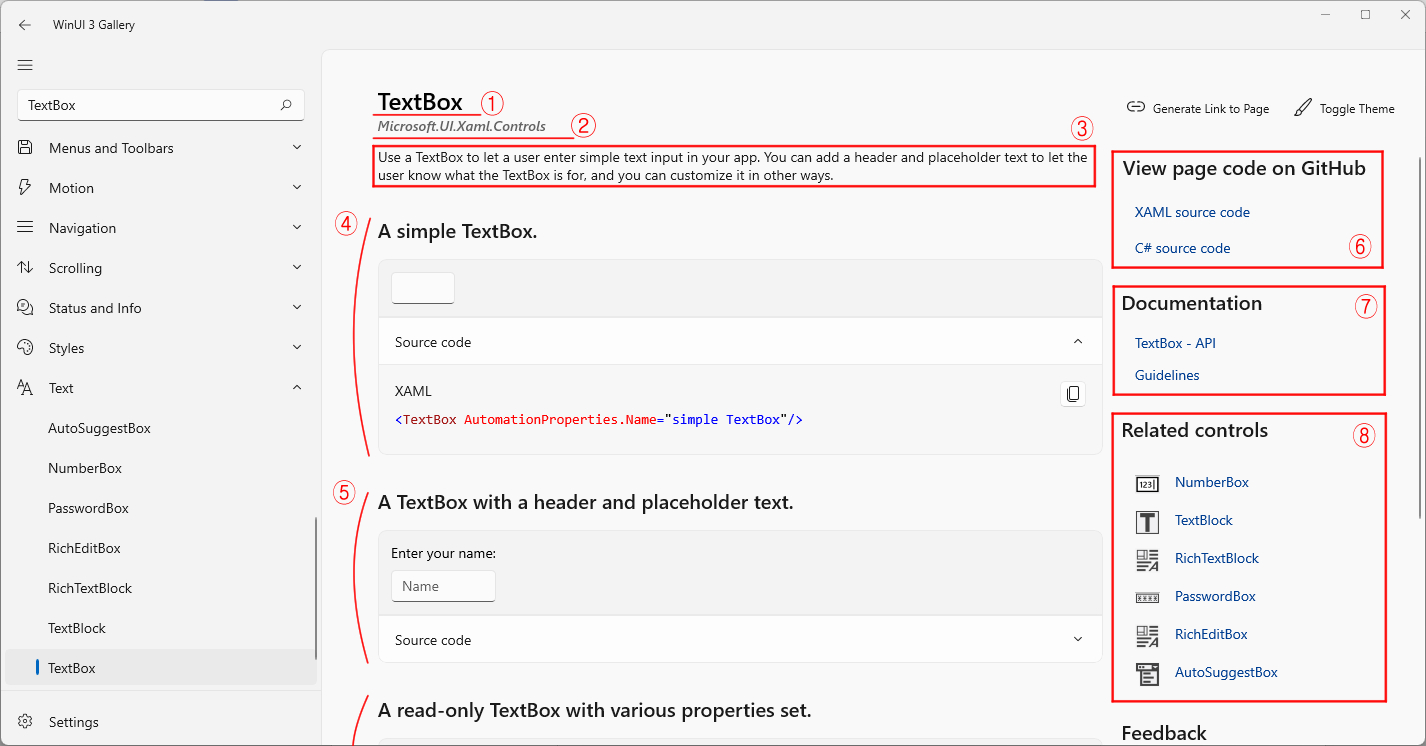 WinUI 3 Gallery
TextBox
Menus and Toolbars
Motion
Navigation
Scrolling
Status and Info
Styles
Text
AutoSuggestBox
NumberBox
PasswordBox
RichEditBox
RichTextBlock
TextBlock
TextBox
Settings
TextBox ①
Microsoft.UI.Xaml.Controls ②
③
Use a TextBox to let a user enter simple text input in your app. You can add a header and placeholder text to let the
user know what the TextBox is for, and you can customize it in other ways.
④ A simple TextBox.
Source code
XAML
<TextBox AutomationProperties.Name="simple TextBox"/>
⑤ A TextBox with a header and placeholder text.
Enter your name:
Name
Source code
A read-only TextBox with various properties set.
Generate Link to Page Toggle Theme
View page code on GitHub
XAML source code
C# source code ⑥
Documentation ⑦
TextBox - API
Guidelines
Related controls ⑧
123 NumberBox
T TextBlock
RichTextBlock
PasswordBox
RichEditBox
AutoSuggestBox
Feedback